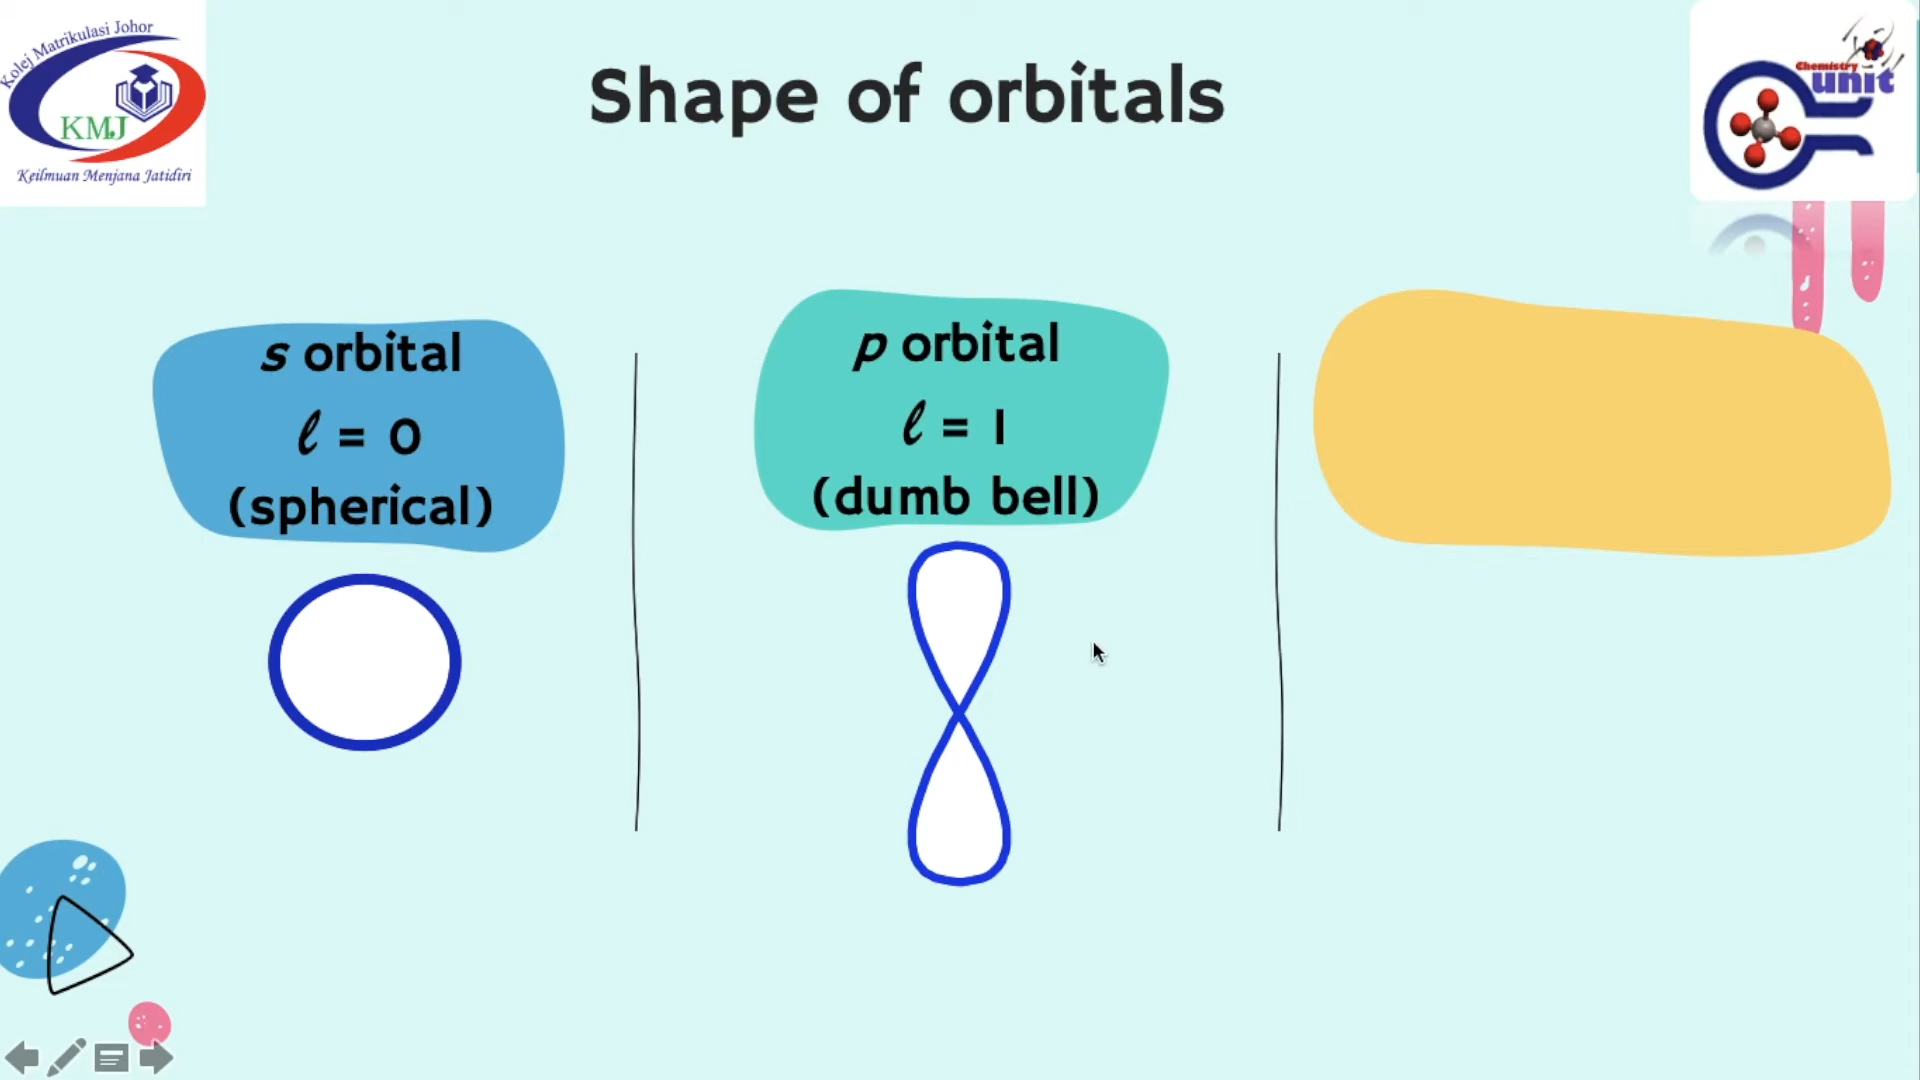 Kolej Matrikulasi Johor
KMJ
Keilmuan Menjana Jatidiri
Shape of orbitals
Chemistry
unit
s orbital
ℓ = 0
(spherical)
p orbital
ℓ = 1
(dumb bell)